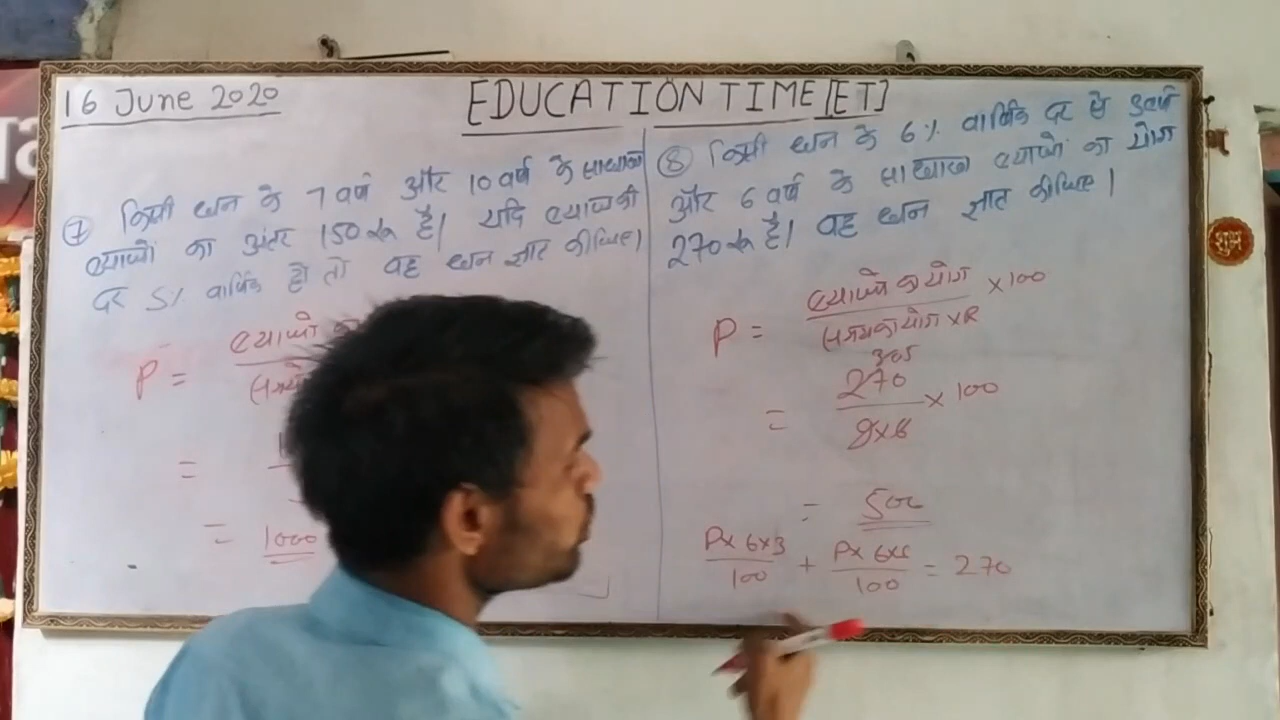 16 June 2020
EDUCATION TIME [ET]
⑦ किसी धन के 7 वर्ष और 10 वर्ष के साधारण
ब्याजों का अंतर 150 रू है। यदि ब्याज की
दर 5% वार्षिक हो तो वह धन ज्ञात कीजिए।
P = ब्याजो का
=
= 1000
⑧ किसी धन के 6% वार्षिक दर से 3 वर्ष
और 6 वर्ष के साधारण ब्याजों का योग
270 रू है। वह धन ज्ञात कीजिए।
P = ब्याजो का योग × 100
समय का योग × R
= 270 × 100
9×6
= 500
P×6×3 + P×6×6 = 270
100 100
शुभ